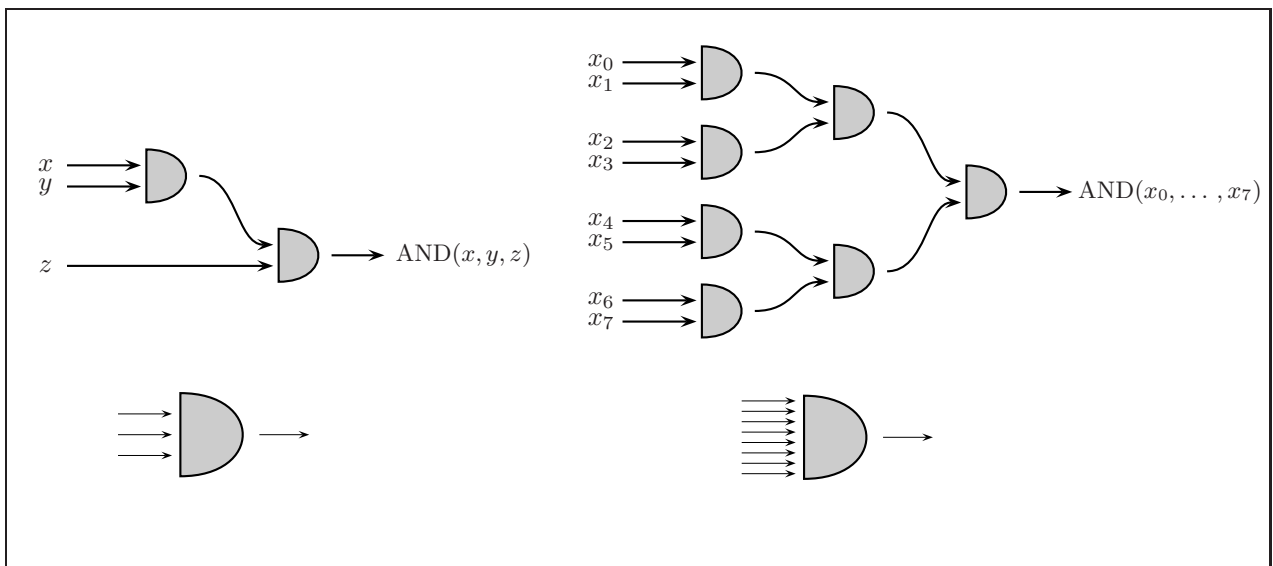 x
y
z
AND(x, y, z)
x₀
x₁
x₂
x₃
x₄
x₅
x₆
x₇
AND(x₀, . . . , x₇)